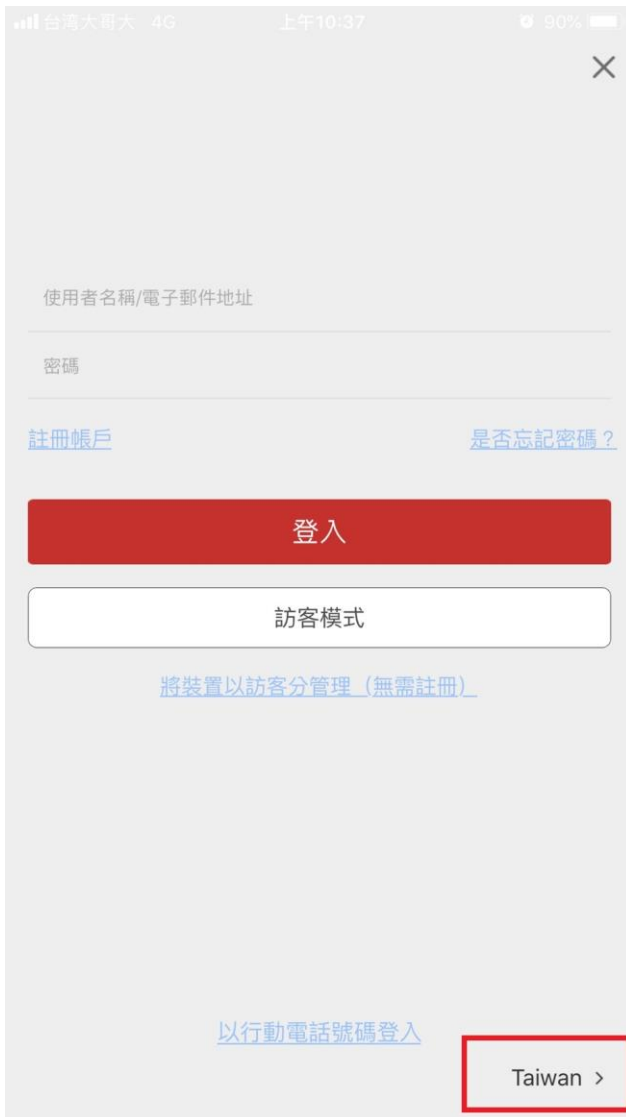 台湾大哥大 4G 上午10:37 90%
使用者名稱/電子郵件地址
密碼
註冊帳戶 是否忘記密碼？
登入
訪客模式
將裝置以訪客分管理（無需註冊）
以行動電話號碼登入
Taiwan >